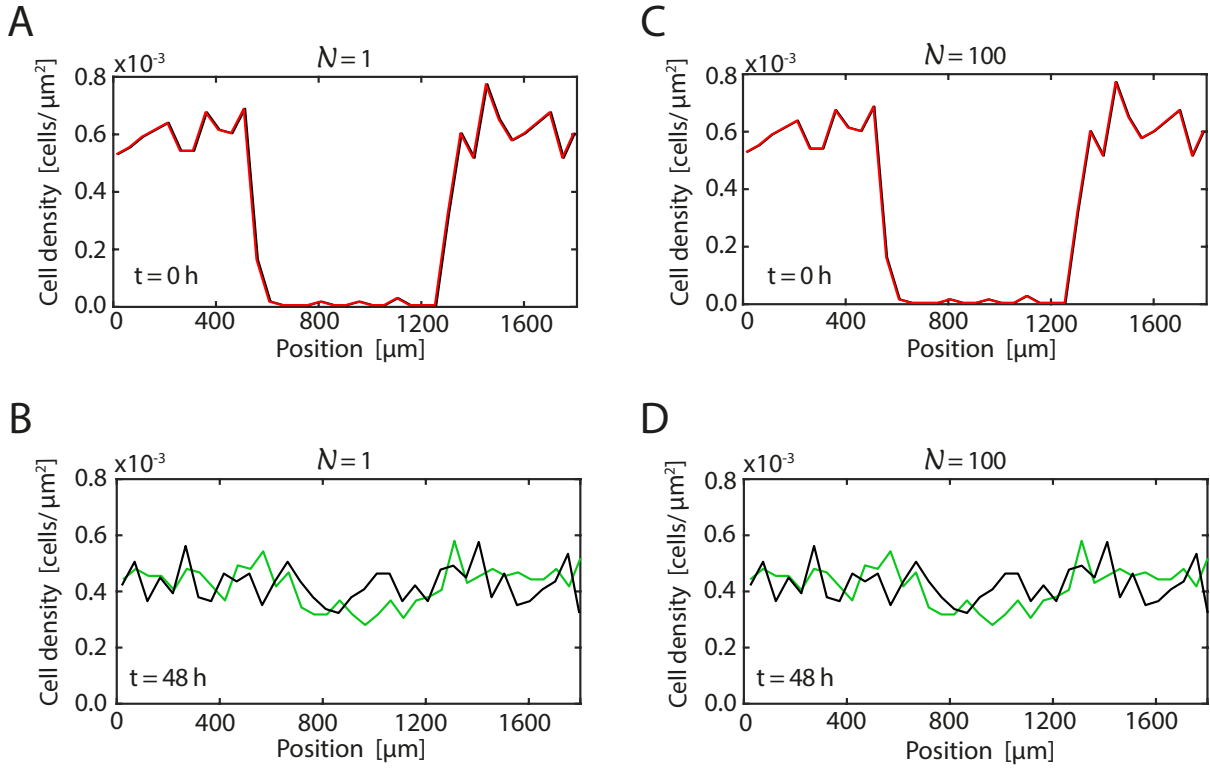 A
x10-3
N = 1
Cell density [cells/ µm2]
0.8
0.6
0.4
0.2
0.0
t = 0 h
0 400 800 1200 1600
Position [µm]
C
x10-3
N = 100
Cell density [cells/ µm2]
0.8
0.6
0.4
0.2
0.0
t = 0 h
0 400 800 1200 1600
Position [µm]
B
x10-3
N = 1
Cell density [cells/ µm2]
0.8
0.6
0.4
0.2
0.0
t = 48 h
0 400 800 1200 1600
Position [µm]
D
x10-3
N = 100
Cell density [cells/ µm2]
0.8
0.6
0.4
0.2
0.0
t = 48 h
0 400 800 1200 1600
Position [µm]